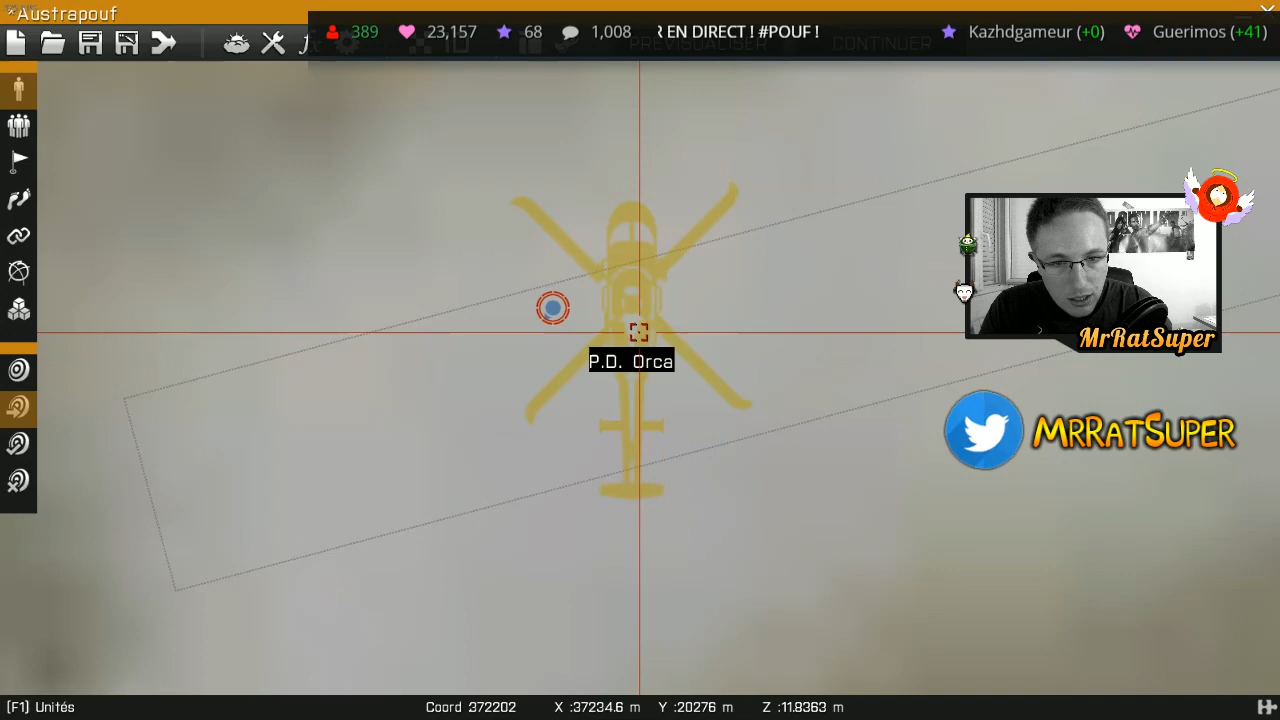 *Austrapouf
389 23,157 68 1,008 R EN DIRECT ! #POUF ! Kazhdgameur (+0) Guerimos (+41)
PRÉVISUALISER CONTINUER
MrRatSuper
P.D. Orca
MRRATSUPER
(F1) Unités Coord 372202 X :37234.6 m Y :20276 m Z :11.8363 m